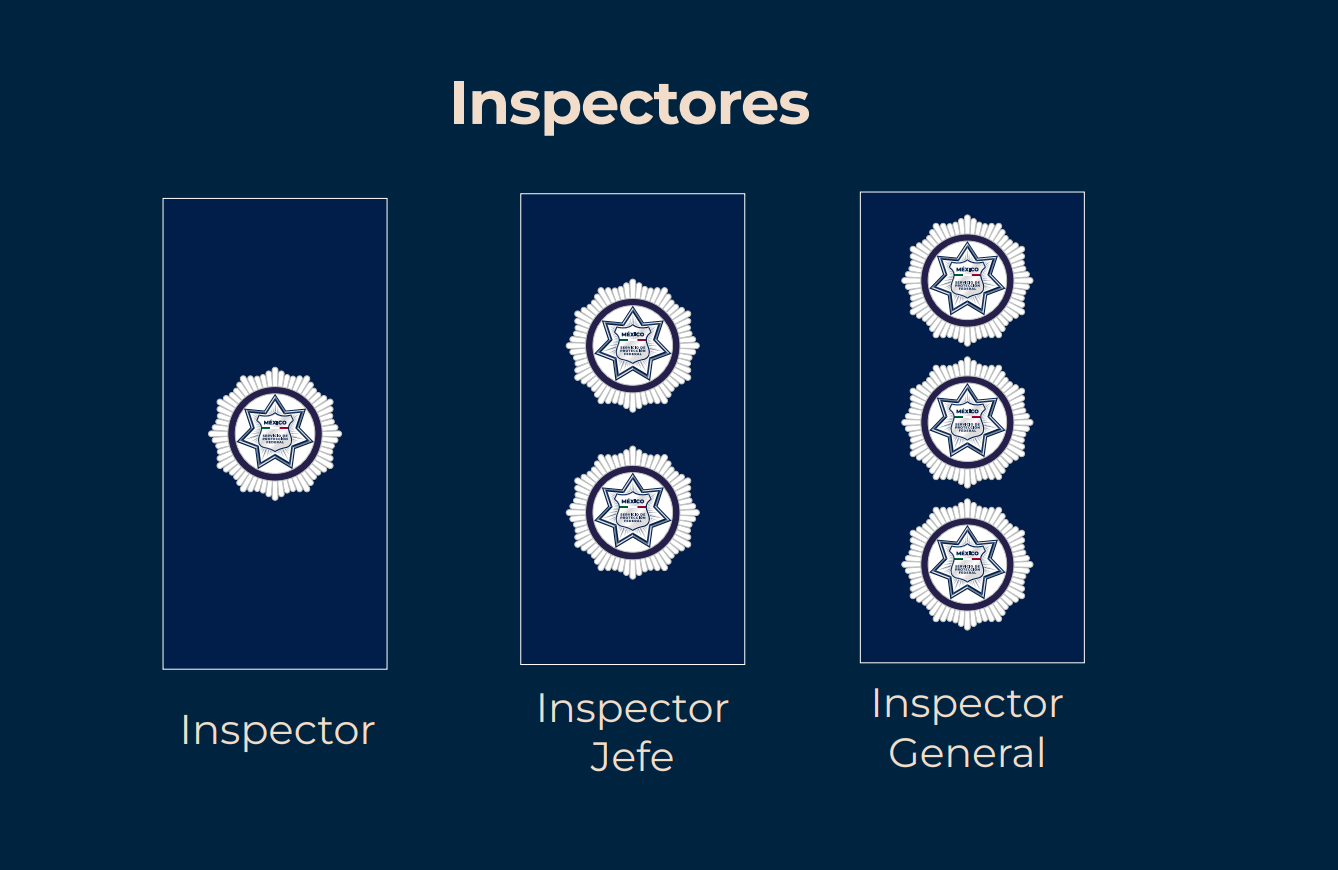 Inspectores
MÉXICO
SERVICIO DE
PROTECCIÓN
FEDERAL
MÉXICO
SERVICIO DE
PROTECCIÓN
FEDERAL
MÉXICO
SERVICIO DE
PROTECCIÓN
FEDERAL
MÉXICO
SERVICIO DE
PROTECCIÓN
FEDERAL
MÉXICO
SERVICIO DE
PROTECCIÓN
FEDERAL
MÉXICO
SERVICIO DE
PROTECCIÓN
FEDERAL
Inspector
Inspector
Jefe
Inspector
General